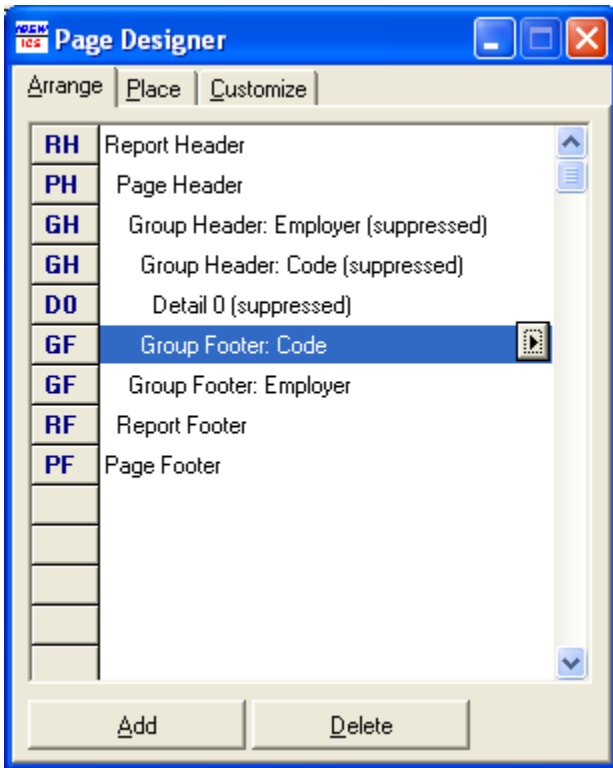 Page Designer
Arrange Place Customize
RH Report Header
PH Page Header
GH Group Header: Employer (suppressed)
GH Group Header: Code (suppressed)
D0 Detail 0 (suppressed)
GF Group Footer: Code
GF Group Footer: Employer
RF Report Footer
PF Page Footer
Add Delete